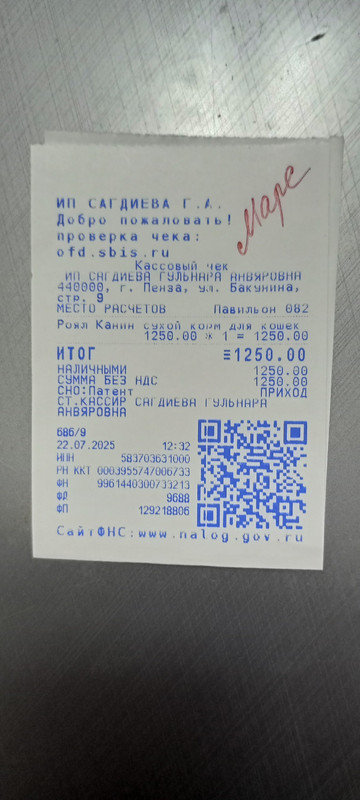 ИП САГДИЕВА Г.А.
Марс
Добро пожаловать!
проверка чека:
ofd.sbis.ru
Кассовый чек
ИП САГДИЕВА ГУЛЬНАРА АНВЯРОВНА
440000, г. Пенза, ул. Бакунина,
стр. 9
МЕСТО РАСЧЕТОВ Павильон 082
Роял Канин сухой корм для кошек
1250.00 * 1 = 1250.00
ИТОГ =1250.00
НАЛИЧНЫМИ 1250.00
СУММА БЕЗ НДС 1250.00
СНО:Патент ПРИХОД
СТ.КАССИР САГДИЕВА ГУЛЬНАРА
АНВЯРОВНА
686/9
22.07.2025 12:32
ИНН 583703631000
РН ККТ 0003955747006733
ФН 9961440300733213
ФД 9688
ФП 129218806
СайтФНС:www.nalog.gov.ru